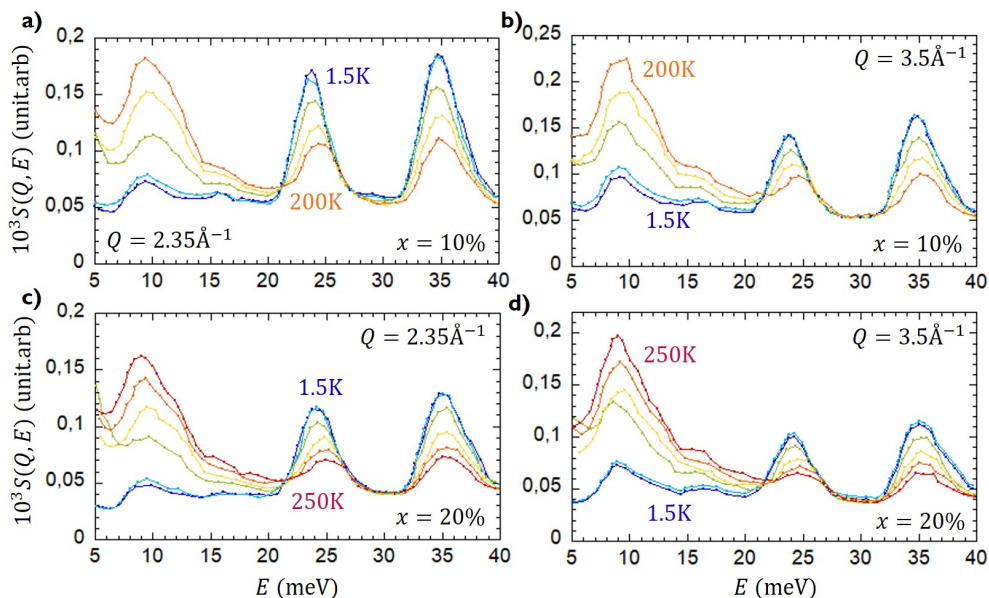 a)
0,2
0,15
0,1
0,05
0
10³S(Q, E) (unit.arb)
1.5K
200K
Q = 2.35Å⁻¹
x = 10%
5 10 15 20 25 30 35 40
b)
0,25
0,2
0,15
0,1
0,05
0
200K
Q = 3.5Å⁻¹
1.5K
x = 10%
5 10 15 20 25 30 35 40
c)
0,2
0,15
0,1
0,05
0
10³S(Q, E) (unit.arb)
Q = 2.35Å⁻¹
1.5K
250K
x = 20%
5 10 15 20 25 30 35 40
E (meV)
d)
0,2
0,15
0,1
0,05
0
Q = 3.5Å⁻¹
250K
1.5K
x = 20%
5 10 15 20 25 30 35 40
E (meV)